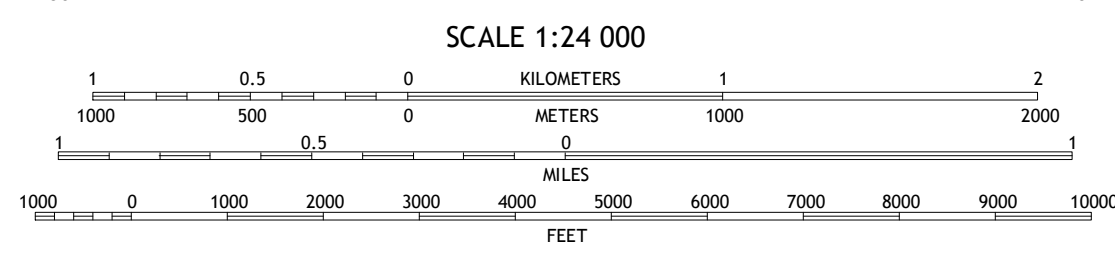 SCALE 1:24 000
1 0.5 0 KILOMETERS 1 2
1000 500 0 METERS 1000 2000
1 0.5 0 1
MILES
1000 0 1000 2000 3000 4000 5000 6000 7000 8000 9000 10000
FEET